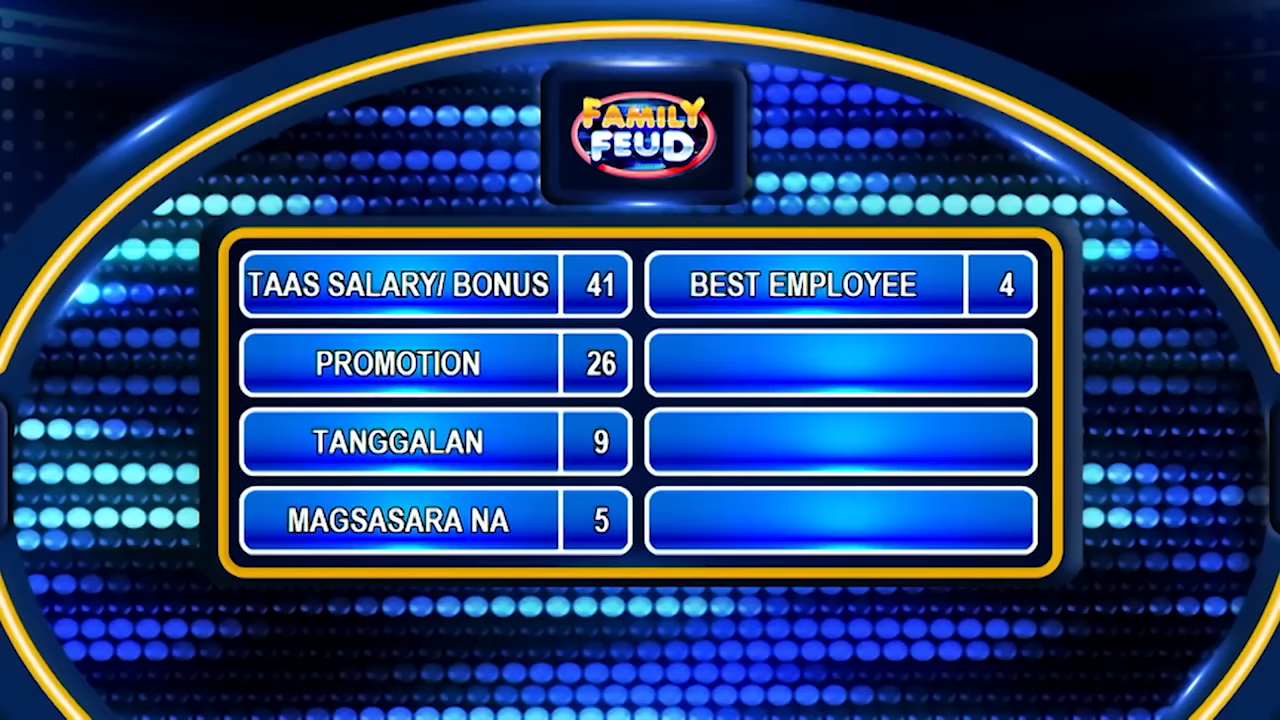 FAMILY
FEUD
TAAS SALARY/ BONUS 41
PROMOTION 26
TANGGALAN 9
MAGSASARA NA 5
BEST EMPLOYEE 4